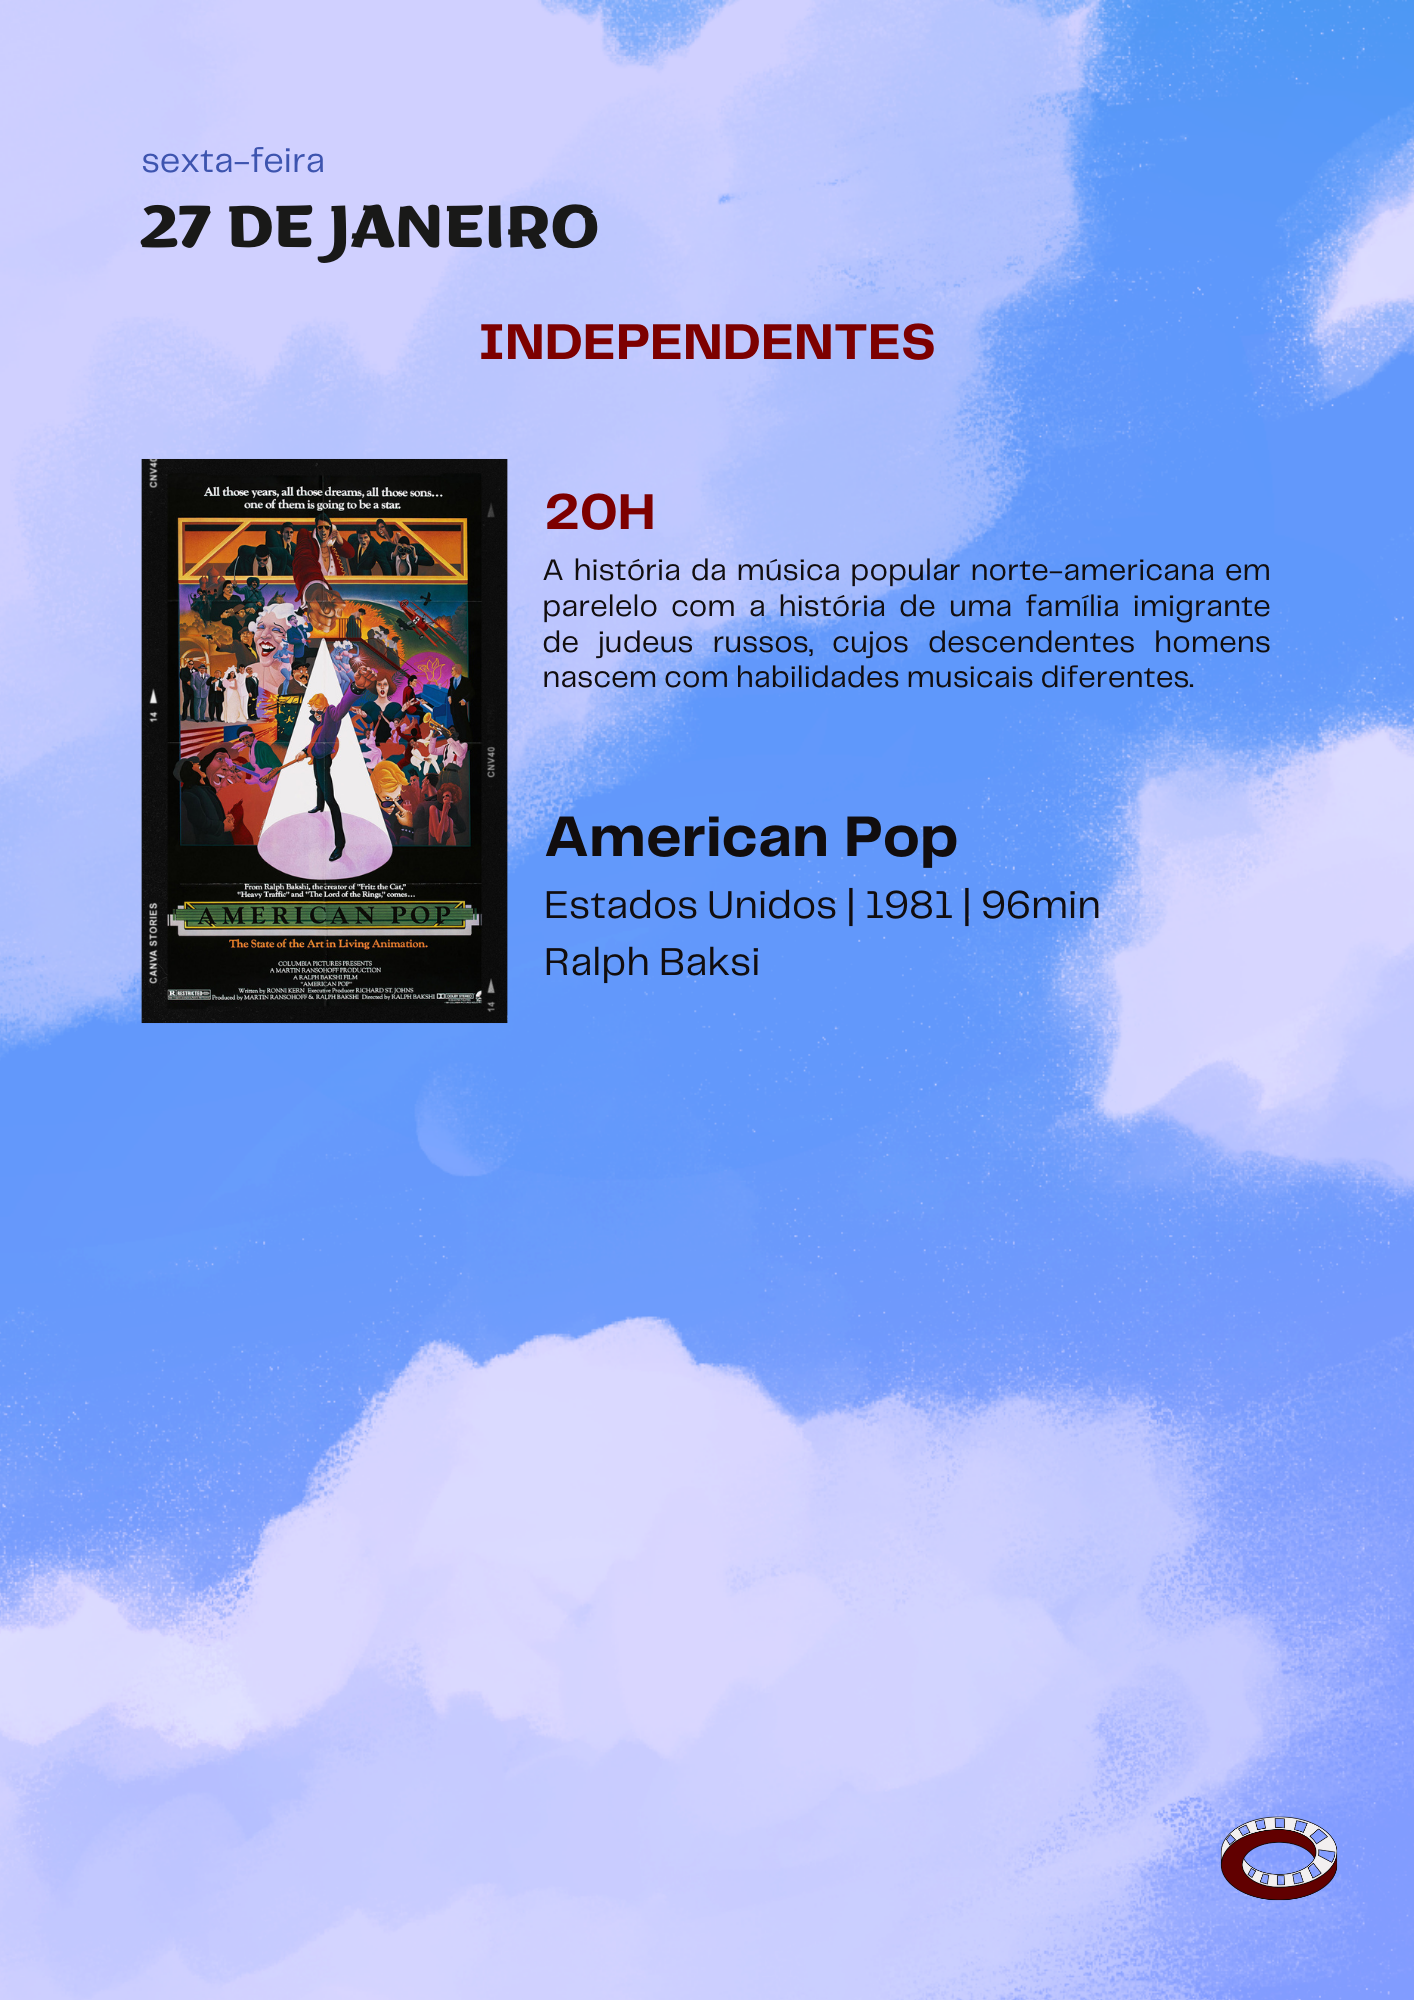 sexta-feira
27 DE JANEIRO
INDEPENDENTES
CNV40
All those years, all those dreams, all those sons...
one of them is going to be a star.
14
CNV40
From Ralph Bakshi, the creator of "Fritz the Cat,"
"Heavy Traffic" and "The Lord of the Rings," comes...
AMERICAN POP
The State of the Art in Living Animation.
CANVA STORIES
COLUMBIA PICTURES PRESENTS
A MARTIN RANSOHOFF PRODUCTION
A RALPH BAKSHI FILM
"AMERICAN POP"
Written by RONNI KERN Executive Producer RICHARD ST. JOHNS
R RESTRICTED Produced by MARTIN RANSOHOFF & RALPH BAKSHI Directed by RALPH BAKSHI
14
20H
A história da música popular norte-americana em
parelelo com a história de uma família imigrante
de judeus russos, cujos descendentes homens
nascem com habilidades musicais diferentes.
American Pop
Estados Unidos | 1981 | 96min
Ralph Baksi